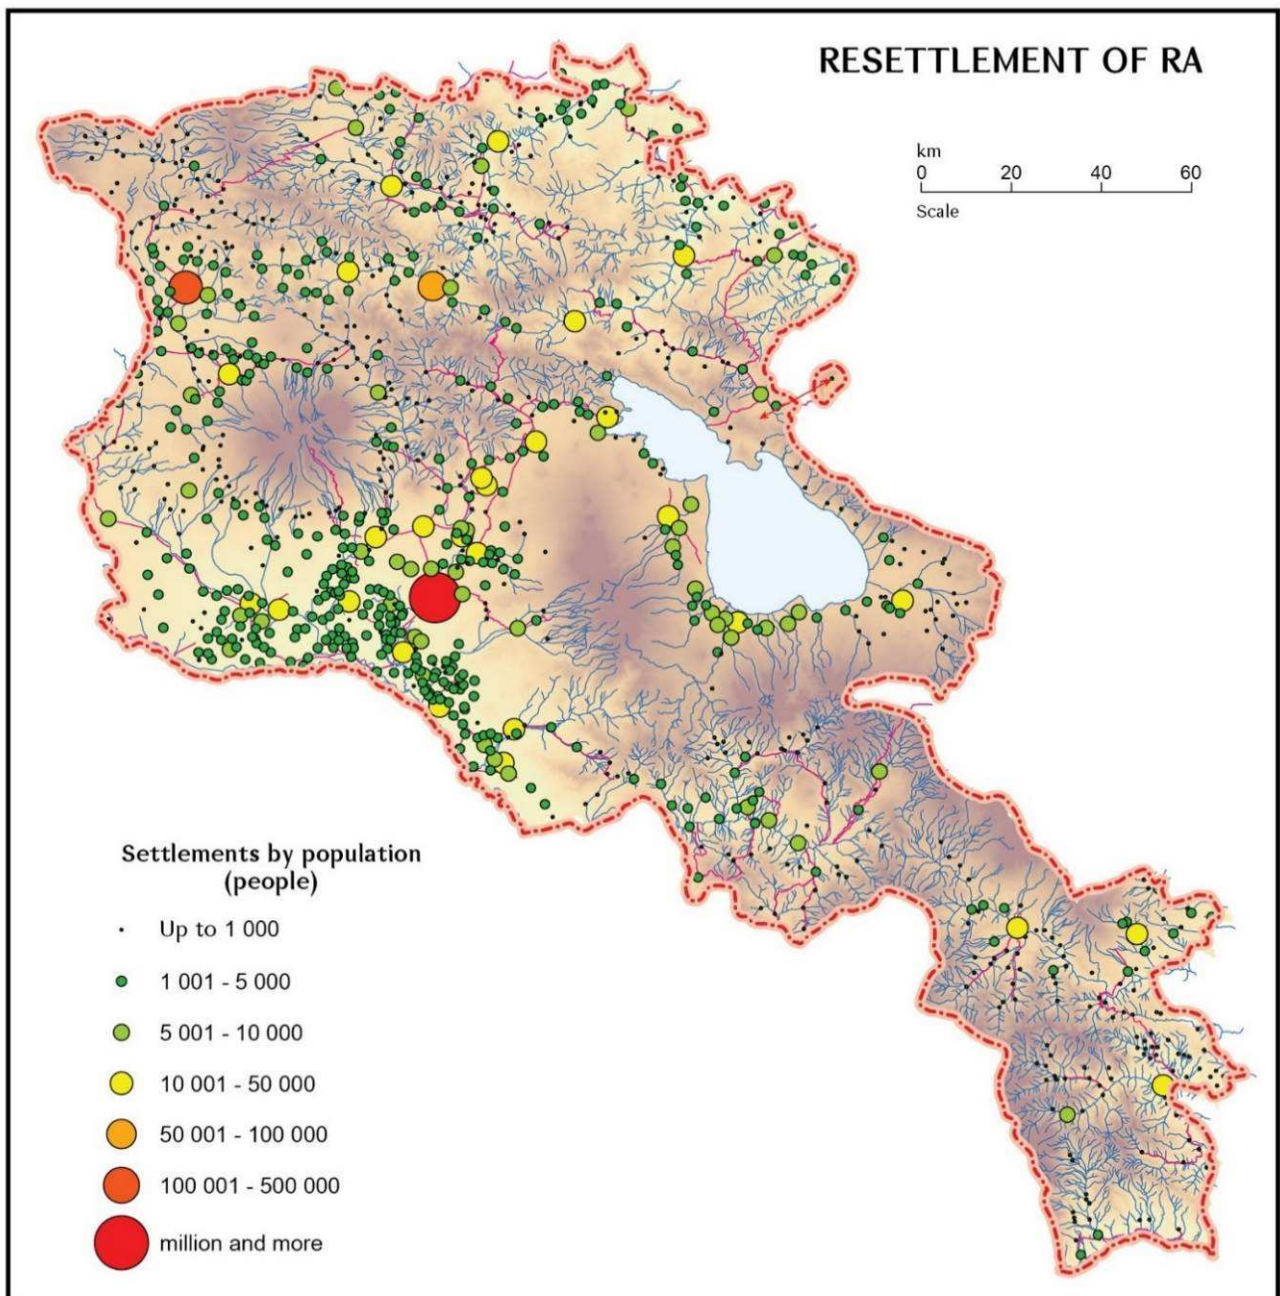 RESETTLEMENT OF RA
km
0 20 40 60
Scale
Settlements by population
(people)
Up to 1 000
1 001 - 5 000
5 001 - 10 000
10 001 - 50 000
50 001 - 100 000
100 001 - 500 000
million and more